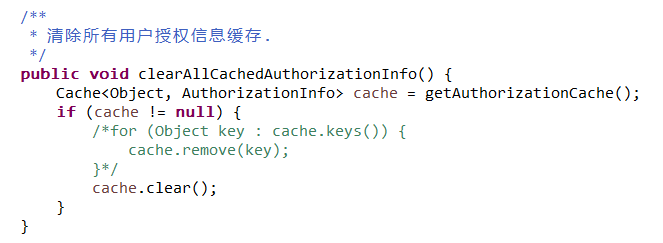 /**
 * 清除所有用户授权信息缓存.
 */
public void clearAllCachedAuthorizationInfo() {
    Cache<Object, AuthorizationInfo> cache = getAuthorizationCache();
    if (cache != null) {
        /*for (Object key : cache.keys()) {
            cache.remove(key);
        }*/
        cache.clear();
    }
}